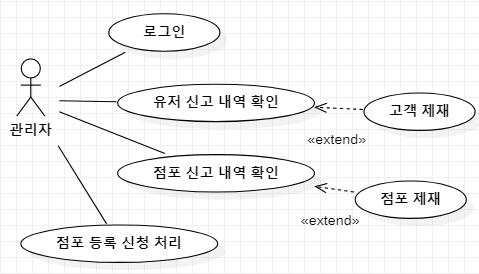 로그인
관리자
유저 신고 내역 확인
고객 제재
«extend»
점포 신고 내역 확인
점포 제재
«extend»
점포 등록 신청 처리